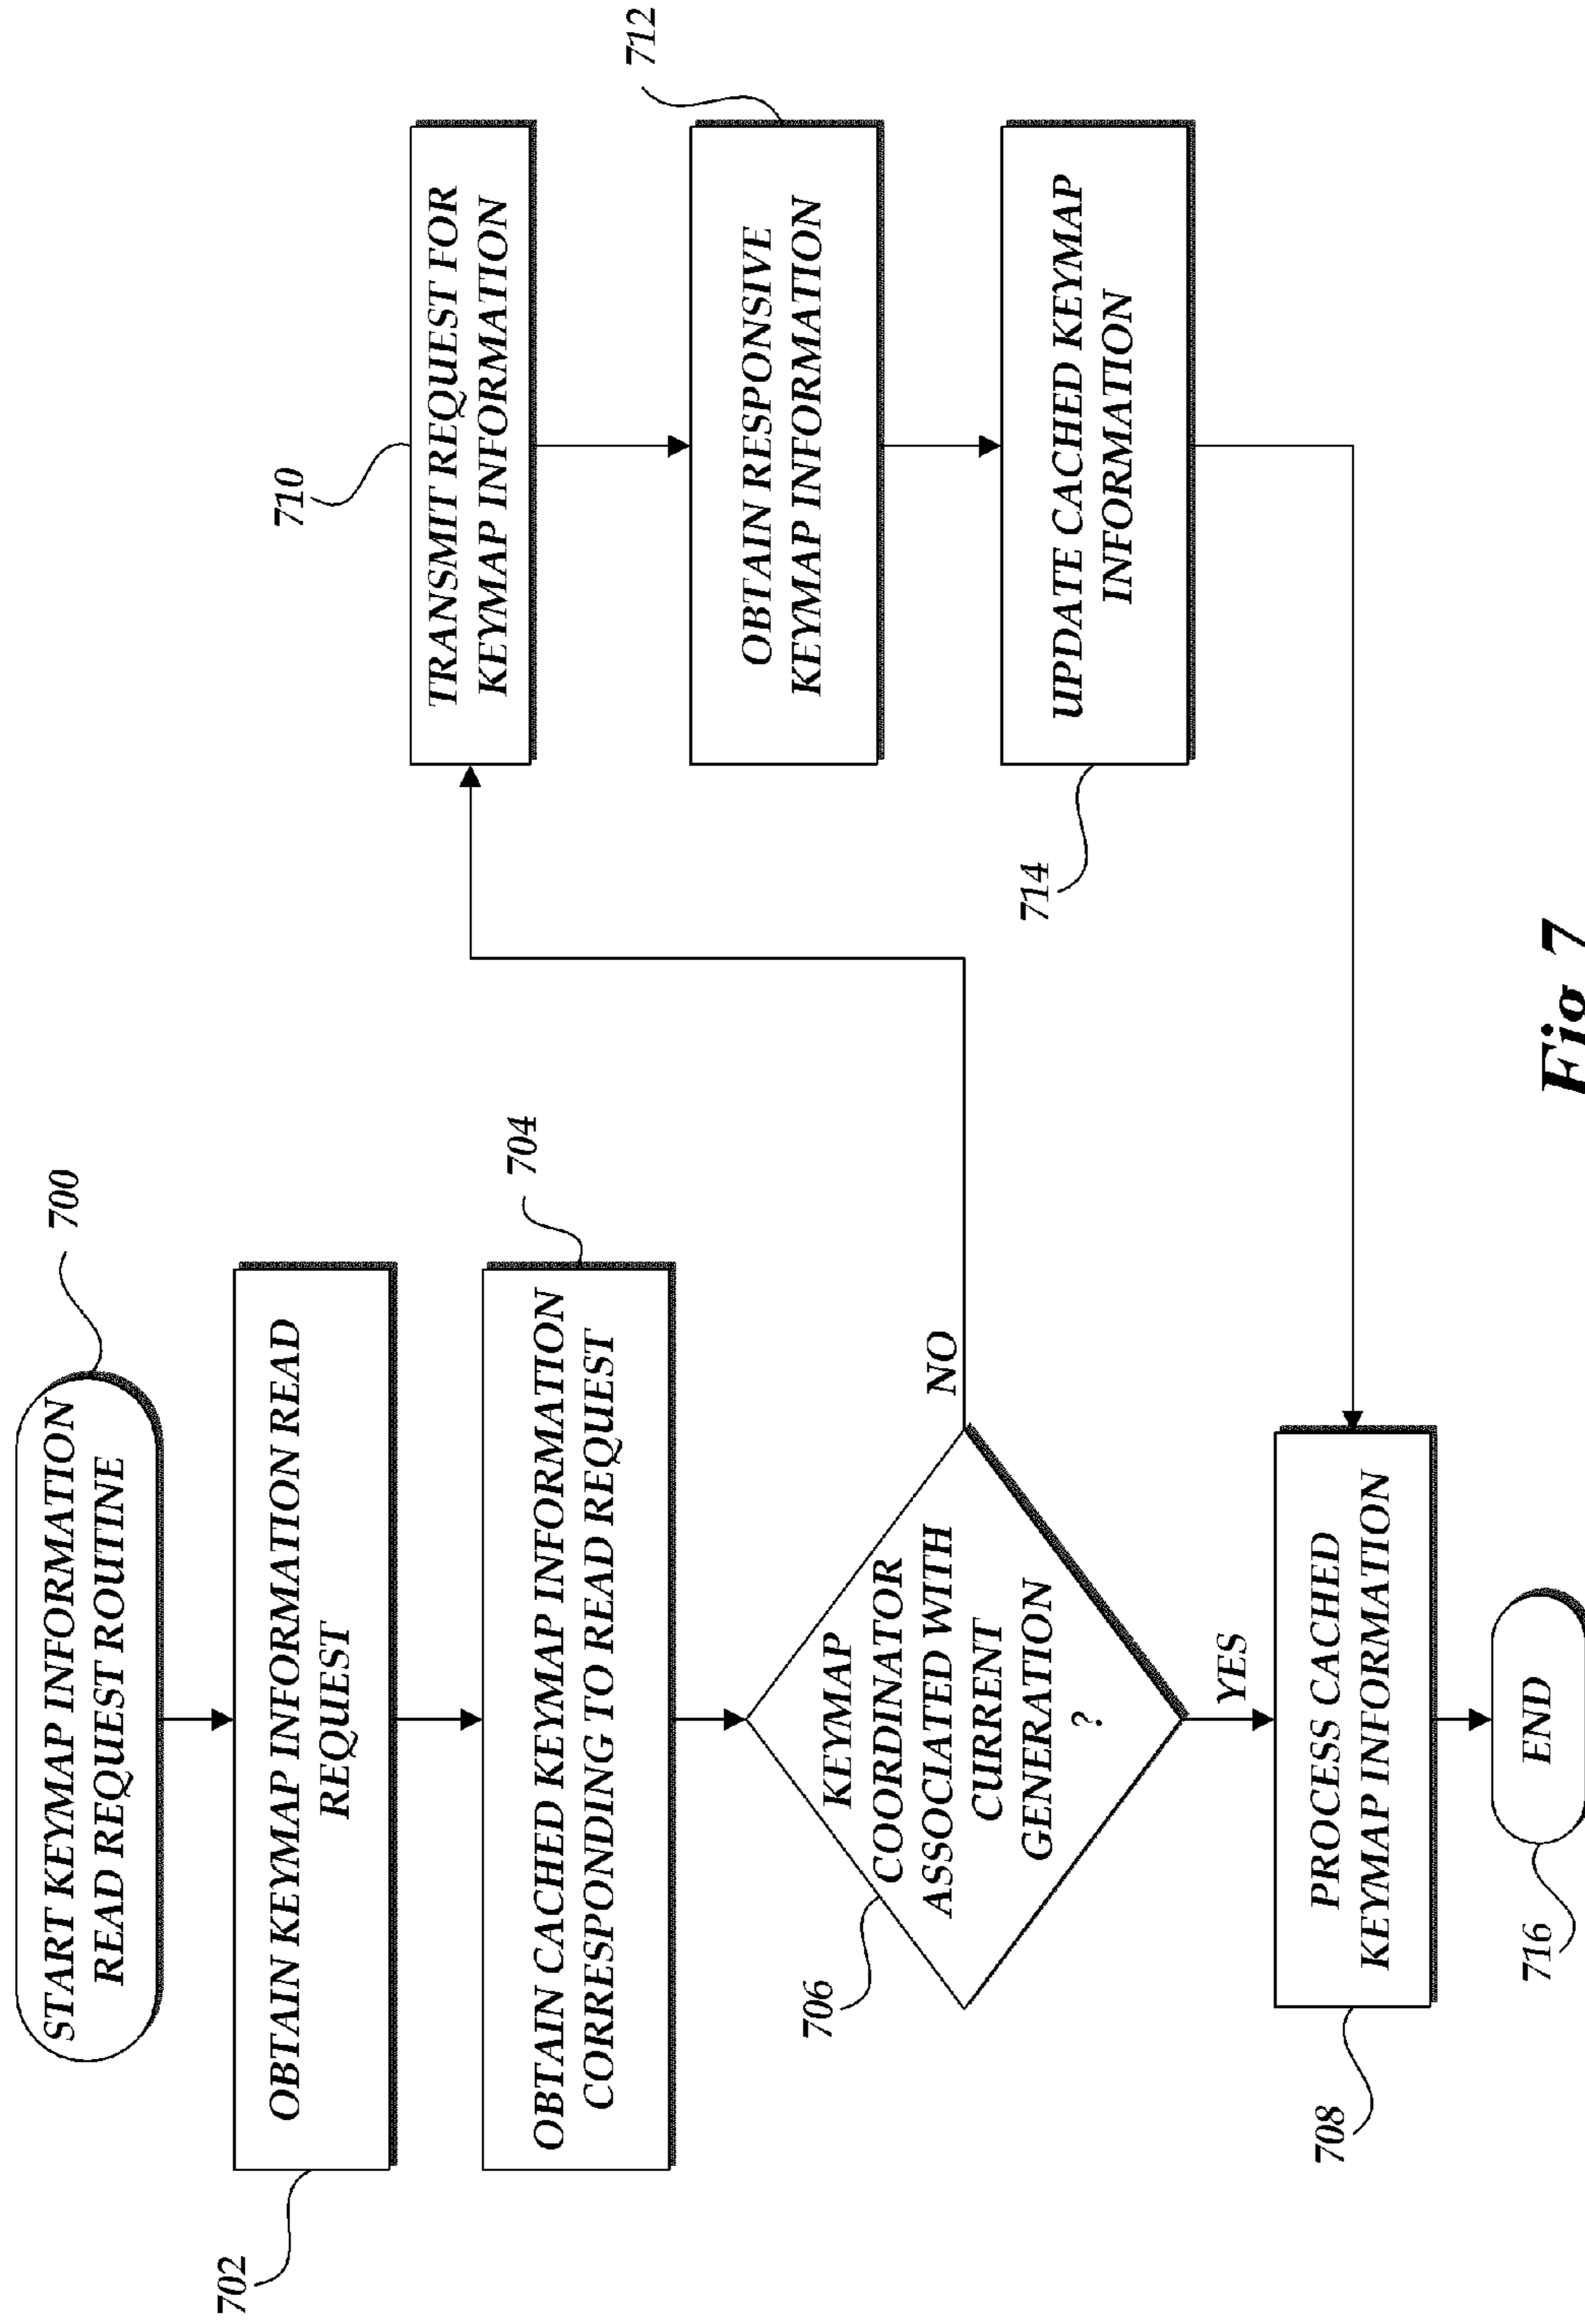 START KEYMAP INFORMATION
READ REQUEST ROUTINE
700
OBTAIN KEYMAP INFORMATION READ
REQUEST
702
OBTAIN CACHED KEYMAP INFORMATION
CORRESPONDING TO READ REQUEST
704
KEYMAP
COORDINATOR
ASSOCIATED WITH
CURRENT
GENERATION
?
706
NO
YES
PROCESS CACHED
KEYMAP INFORMATION
708
END
716
710
TRANSMIT REQUEST FOR
KEYMAP INFORMATION
712
OBTAIN RESPONSIVE
KEYMAP INFORMATION
UPDATE CACHED KEYMAP
INFORMATION
714
Fig. 7